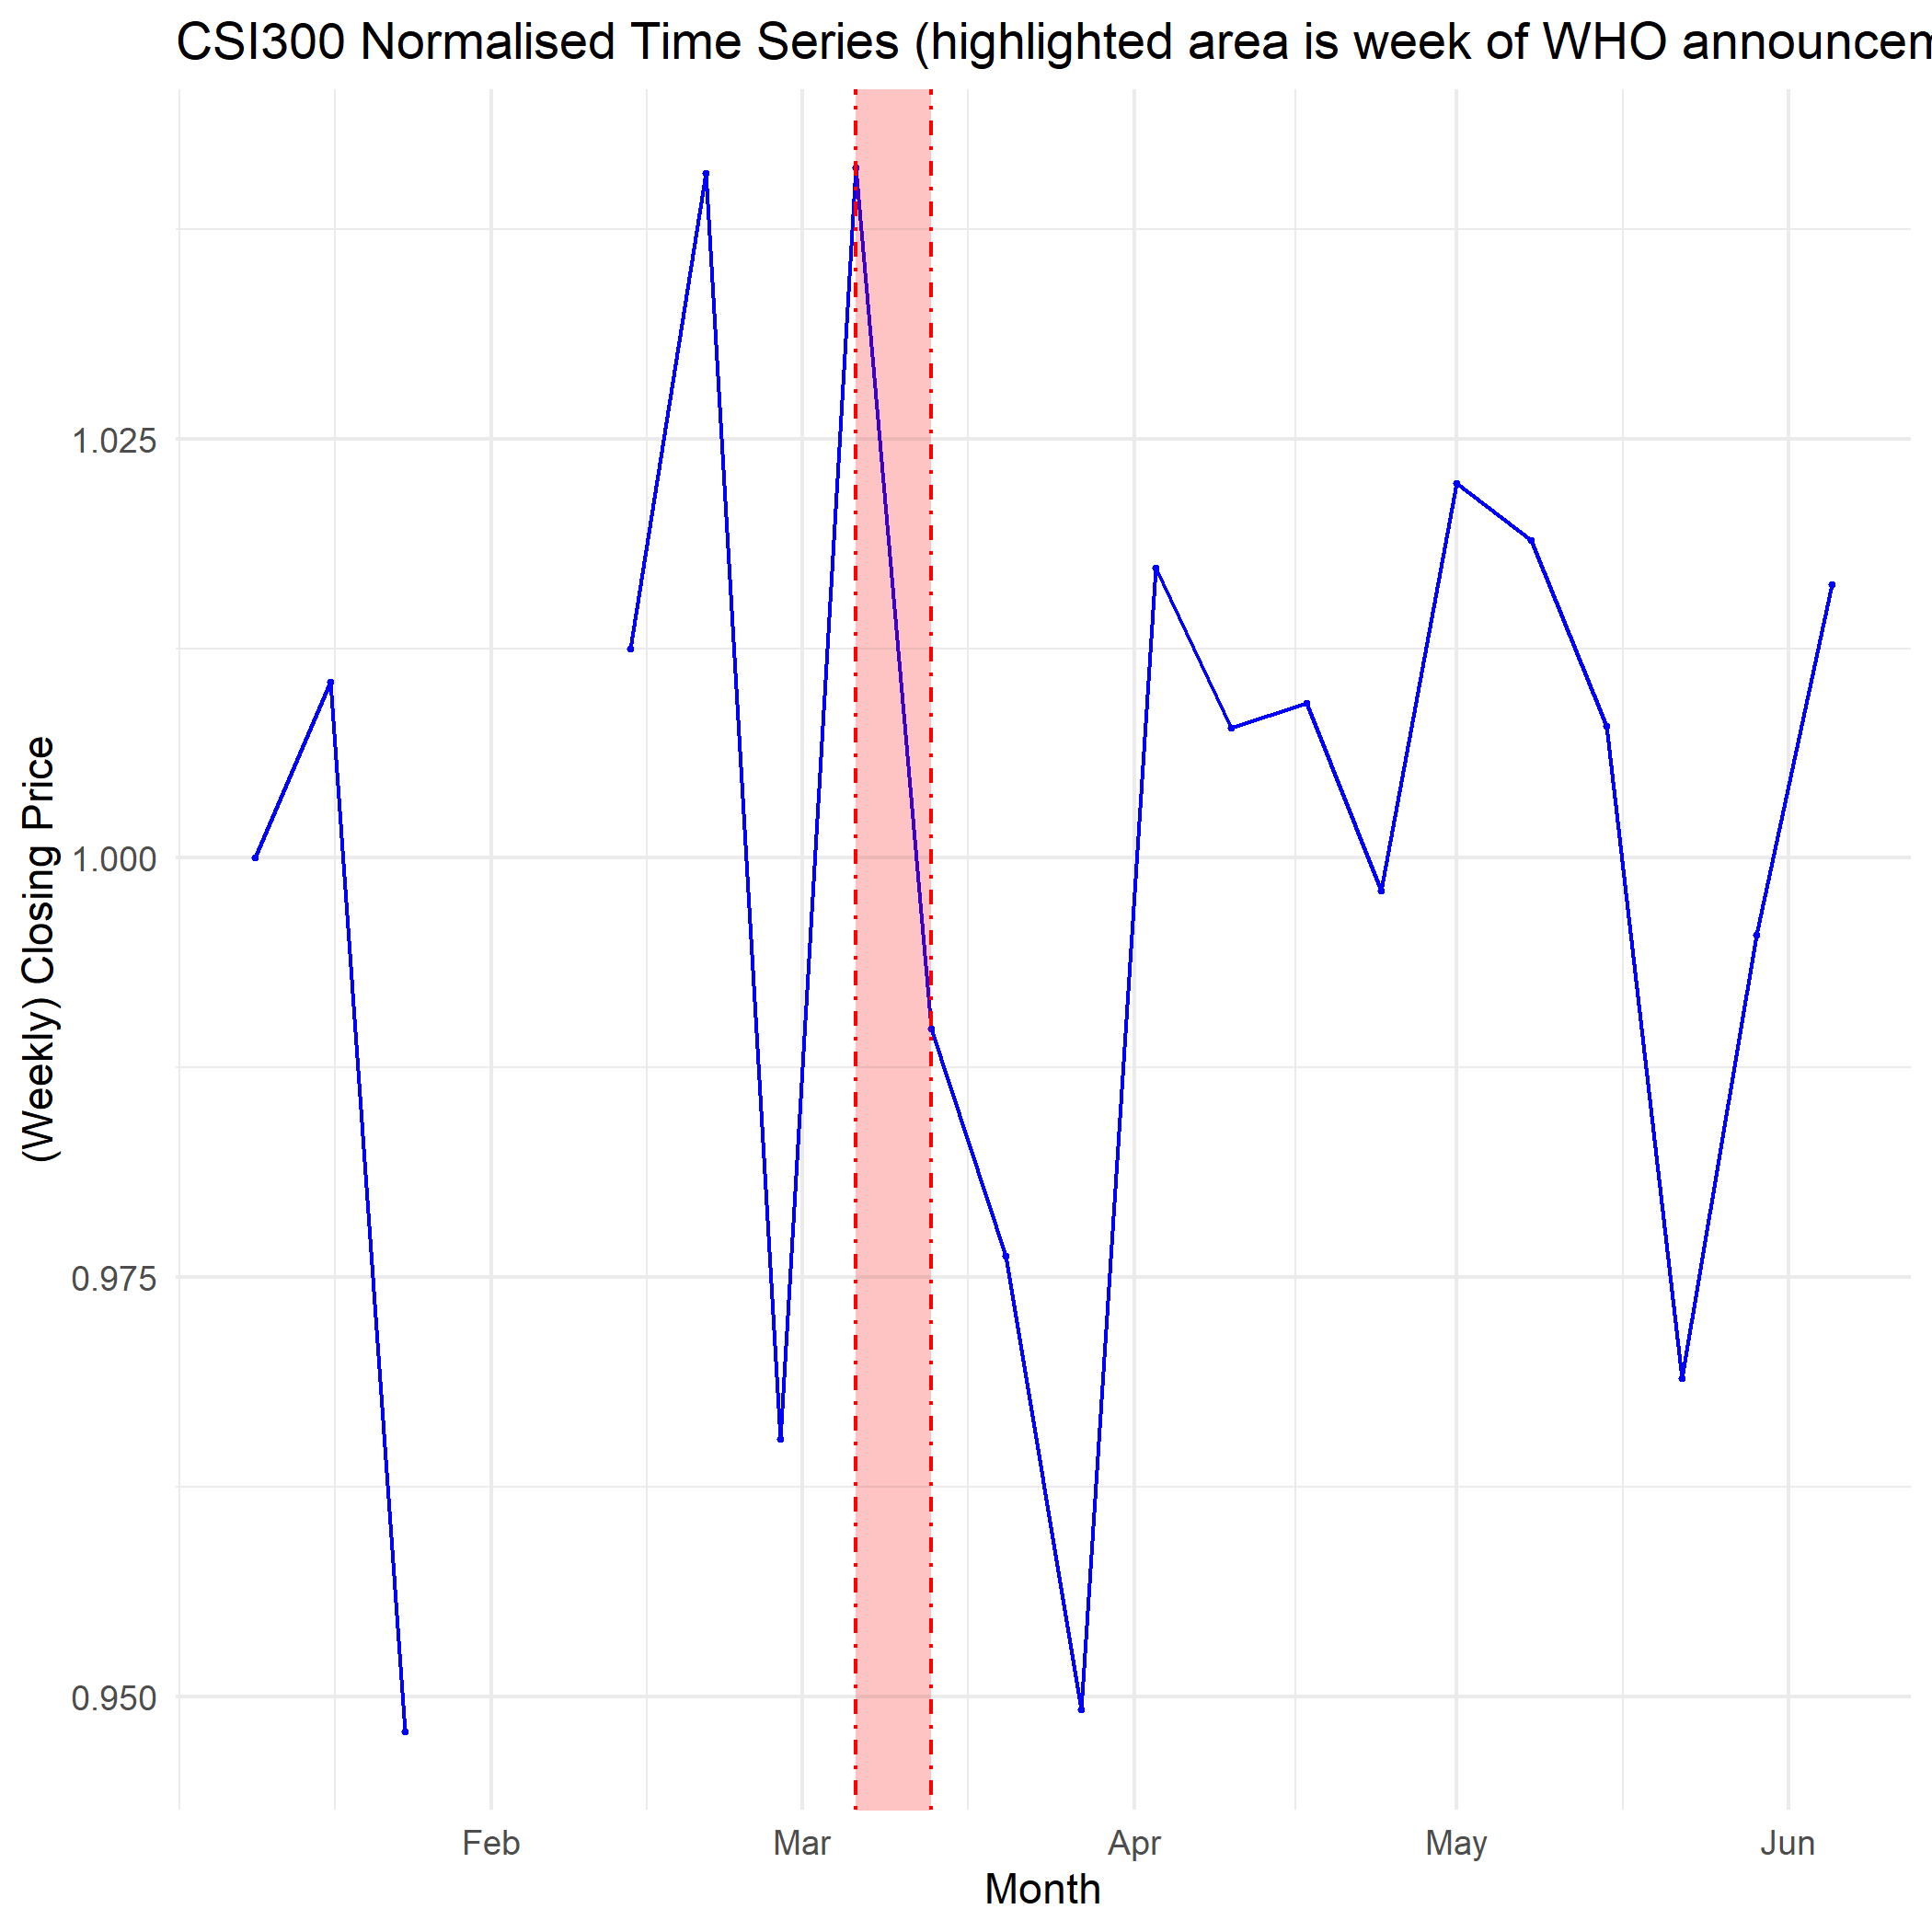 CSI300 Normalised Time Series (highlighted area is week of WHO announcem
(Weekly) Closing Price
1.025
1.000
0.975
0.950
Feb Mar Apr May Jun
Month